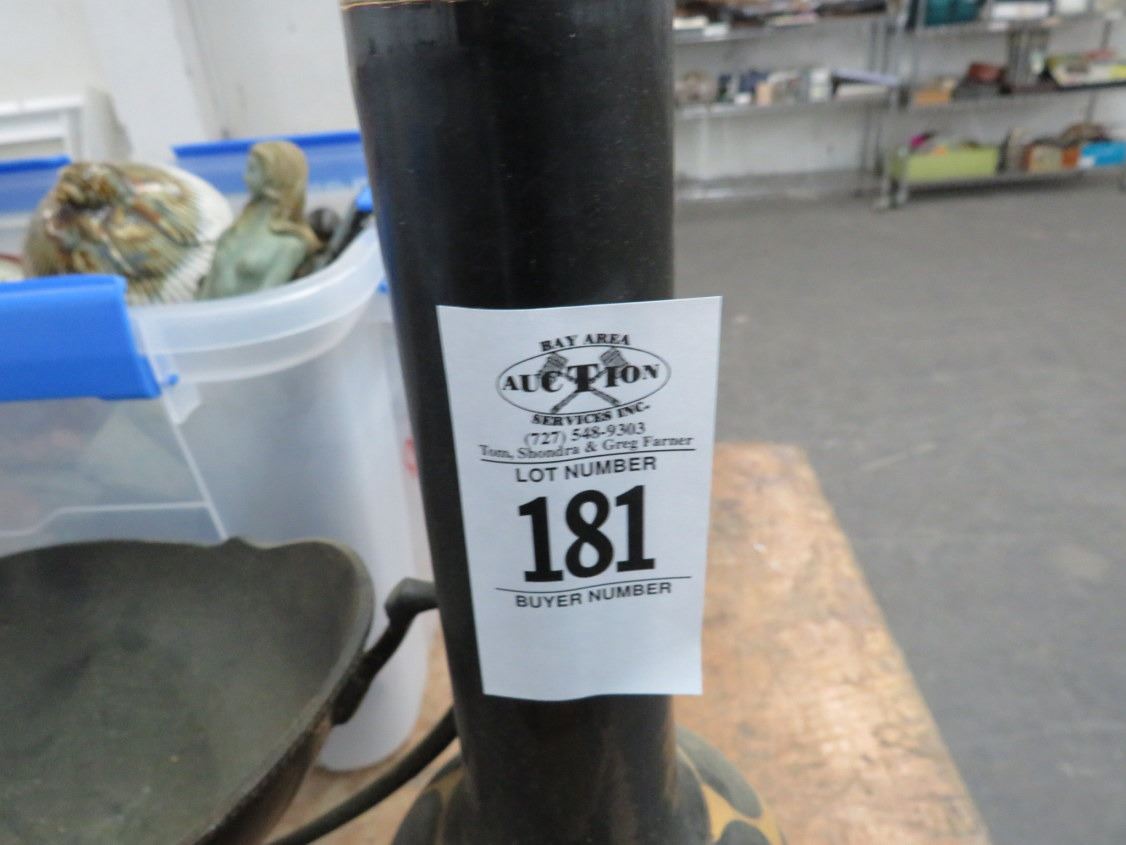 BAY AREA
AUCTION
SERVICES INC.
(727) 548-9303
Tom, Shondra & Greg Farner
LOT NUMBER
181
BUYER NUMBER